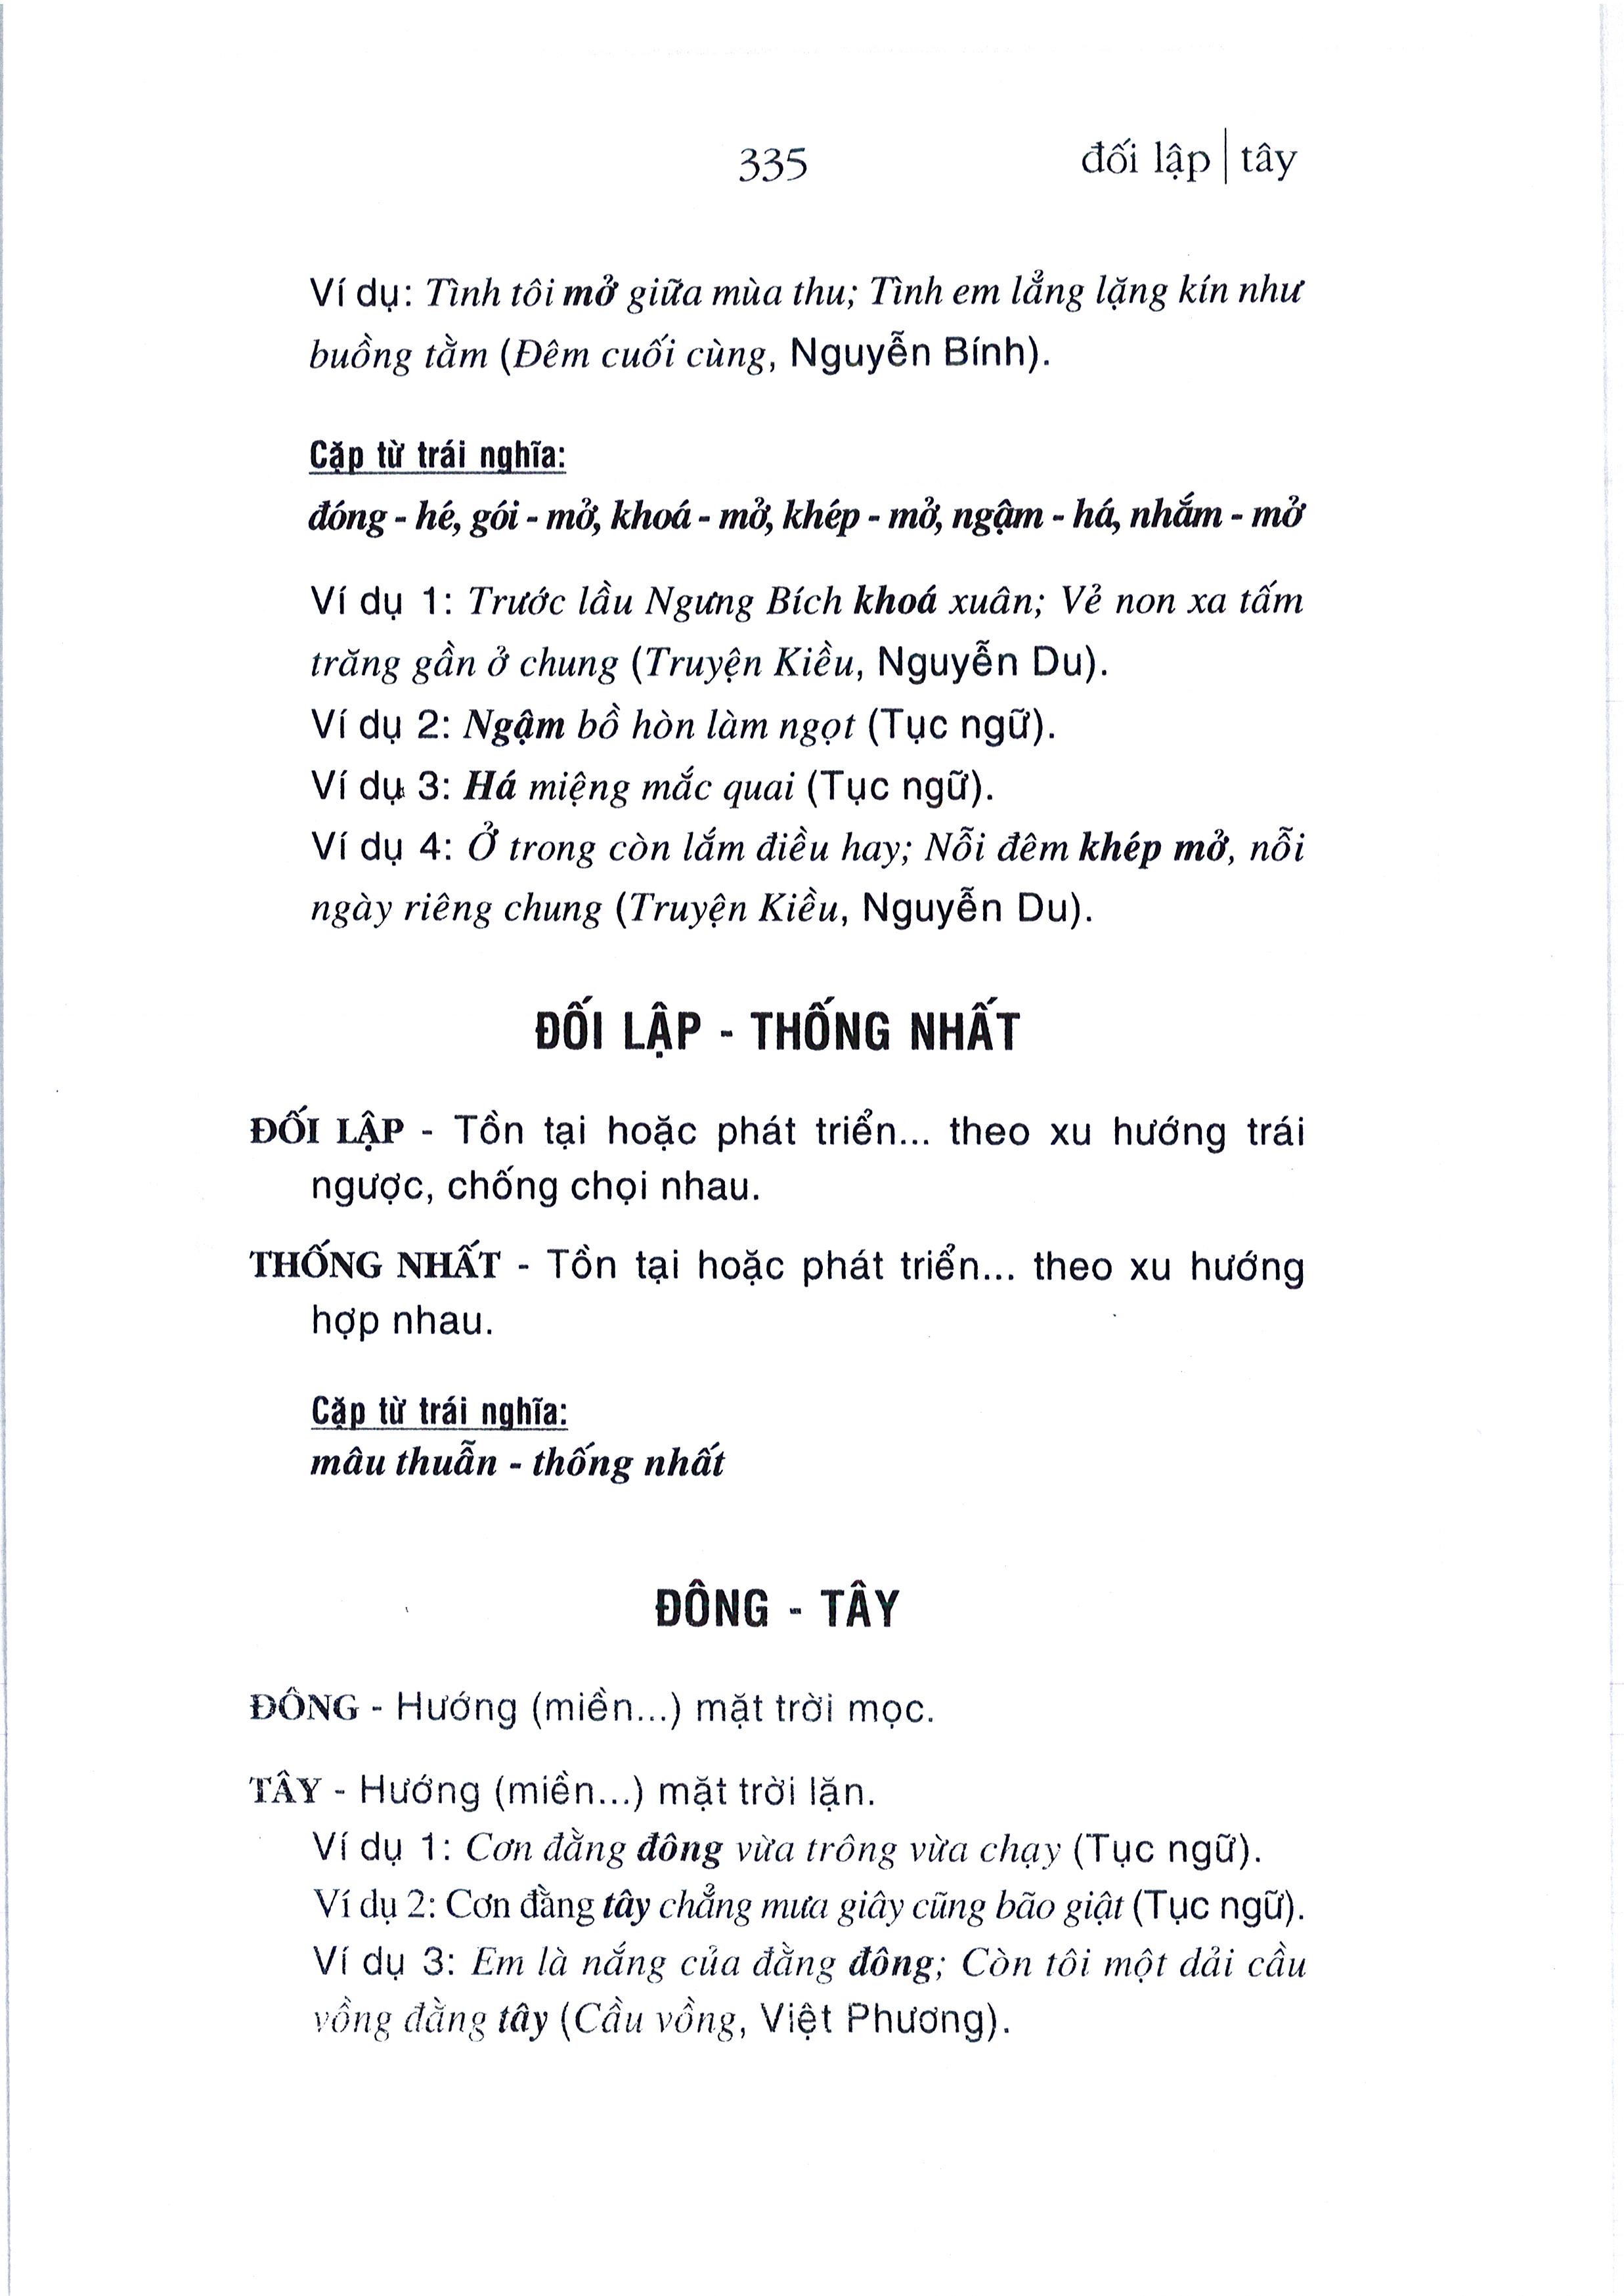 335 đối lập | tây
Ví dụ: Tình tôi mở giữa mùa thu; Tình em lẳng lặng kín như
buồng tằm (Đêm cuối cùng, Nguyễn Bính).
Cặp từ trái nghĩa:
đóng - hé, gói - mở, khoá - mở, khép - mở, ngậm - há, nhắm - mở
Ví dụ 1: Trước lầu Ngưng Bích khoá xuân; Vẻ non xa tấm
trăng gần ở chung (Truyện Kiều, Nguyễn Du).
Ví dụ 2: Ngậm bồ hòn làm ngọt (Tục ngữ).
Ví dụ 3: Há miệng mắc quai (Tục ngữ).
Ví dụ 4: Ở trong còn lắm điều hay; Nỗi đêm khép mở, nỗi
ngày riêng chung (Truyện Kiều, Nguyễn Du).
ĐỐI LẬP - THỐNG NHẤT
ĐỐI LẬP - Tồn tại hoặc phát triển... theo xu hướng trái
ngược, chống chọi nhau.
THỐNG NHẤT - Tồn tại hoặc phát triển... theo xu hướng
hợp nhau.
Cặp từ trái nghĩa:
mâu thuẫn - thống nhất
ĐÔNG - TÂY
ĐÔNG - Hướng (miền...) mặt trời mọc.
TÂY - Hướng (miền...) mặt trời lặn.
Ví dụ 1: Cơn đằng đông vừa trông vừa chạy (Tục ngữ).
Ví dụ 2: Cơn đằng tây chẳng mưa giây cũng bão giật (Tục ngữ).
Ví dụ 3: Em là nắng của đằng đông; Còn tôi một dải cầu
vồng đằng tây (Cầu vồng, Việt Phương).